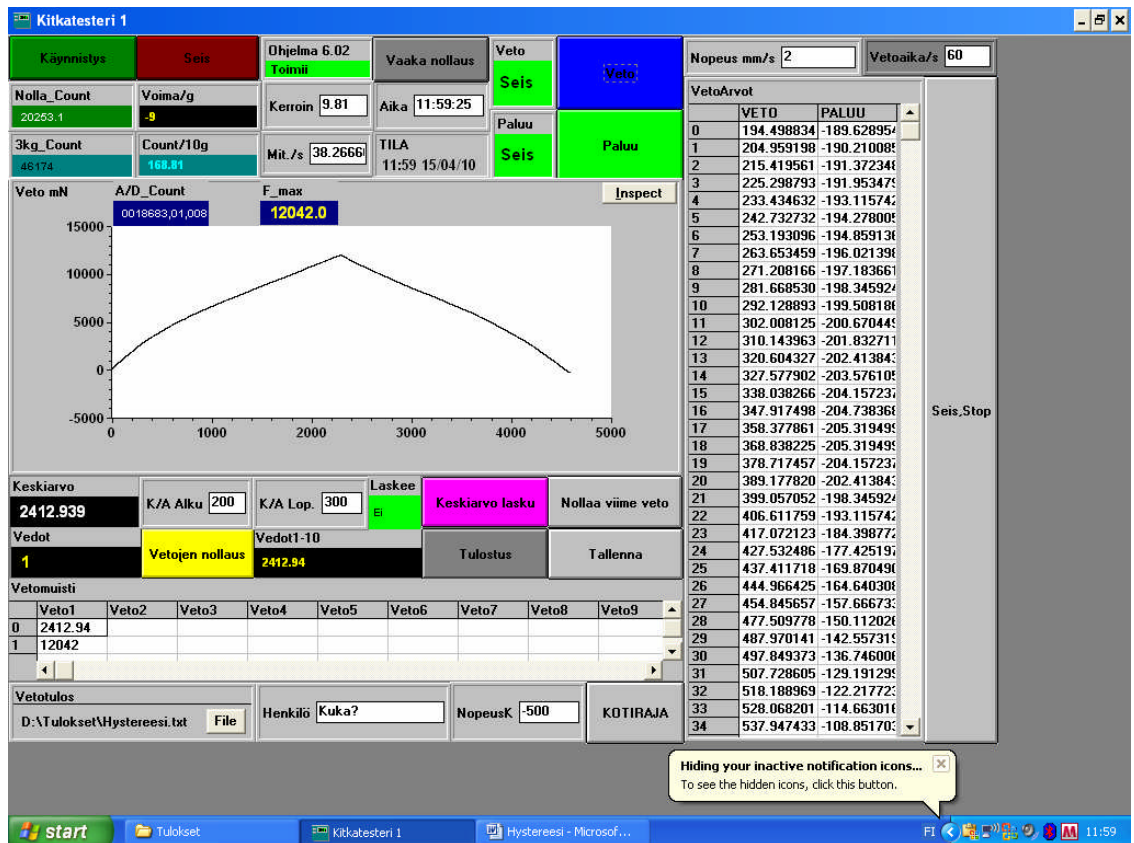 Kitkatesteri 1
Käynnistys
Seis
Ohjelma 6.02
Toimii
Vaaka nollaus
Veto
Seis
Veto
Nopeus mm/s 2
Vetoaika/s 60
Nolla_Count
20253.1
Voima/g
-9
Kerroin 9.81
Aika 11:59:25
Paluu
Seis
Paluu
3kg_Count
46174
Count/10g
168.81
Mit./s 38.2666
TILA
11:59 15/04/10
Veto mN
A/D_Count
0018683,01,008
F_max
12042.0
Inspect
15000
10000
5000
0
-5000
0 1000 2000 3000 4000 5000
VetoArvot
VETO PALUU
0 194.498834 -189.628954
1 204.959198 -190.210085
2 215.419561 -191.372348
3 225.298793 -191.953479
4 233.434632 -193.115742
5 242.732732 -194.278005
6 253.193096 -194.859136
7 263.653459 -196.021398
8 271.208166 -197.183661
9 281.668530 -198.345924
10 292.128893 -199.508186
11 302.008125 -200.670449
12 310.143963 -201.832711
13 320.604327 -202.41384
14 327.577902 -203.576105
15 338.038266 -204.157237
16 347.917498 -204.738368
17 358.377861 -205.319499
18 368.838225 -205.319499
19 378.717457 -204.157237
20 389.177820 -202.41384
21 399.057052 -198.345924
22 406.611759 -193.115742
23 417.072123 -184.398772
24 427.532486 -177.425197
25 437.411718 -169.870490
26 444.966425 -164.640308
27 454.845657 -157.66673
28 477.509778 -150.112026
29 487.970141 -142.557319
30 497.849373 -136.746006
31 507.728605 -129.191299
32 518.188969 -122.21772
33 528.068201 -114.663016
34 537.947433 -108.85170
Seis,Stop
Keskiarvo
2412.939
K/A Alku 200
K/A Lop. 300
Laskee
Ei
Keskiarvo lasku
Nollaa viime veto
Vedot
1
Vetojen nollaus
Vedot1-10
2412.94
Tulostus
Tallenna
Vetomuisti
Veto1 Veto2 Veto3 Veto4 Veto5 Veto6 Veto7 Veto8 Veto9
0 2412.94
1 12042
Vetotulos
D:\Tulokset\Hystereesi.txt File
Henkilö Kuka?
NopeusK -500
KOTIRAJA
Hiding your inactive notification icons...
To see the hidden icons, click this button.
start
Tulokset
Kitkatesteri 1
Hystereesi - Microsof...
FI
M
11:59